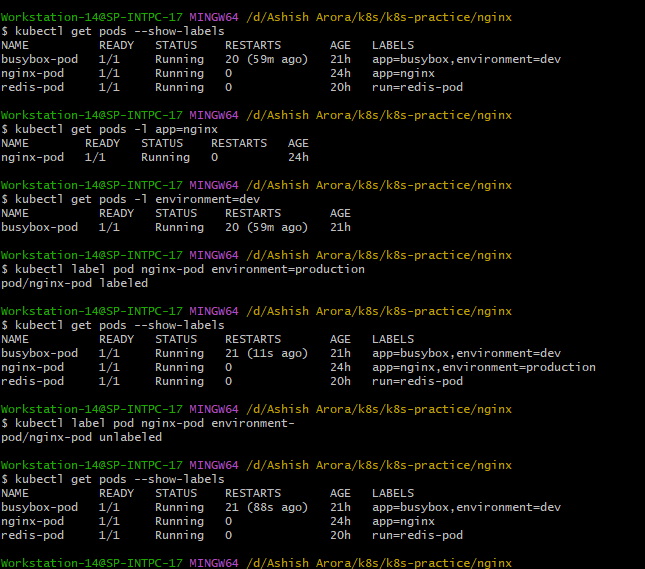 Workstation-14@SP-INTPC-17 MINGW64 /d/Ashish Arora/k8s/k8s-practice/nginx
$ kubectl get pods --show-labels
NAME          READY   STATUS    RESTARTS       AGE   LABELS
busybox-pod   1/1     Running   20 (59m ago)   21h   app=busybox,environment=dev
nginx-pod     1/1     Running   0              24h   app=nginx
redis-pod     1/1     Running   0              20h   run=redis-pod

Workstation-14@SP-INTPC-17 MINGW64 /d/Ashish Arora/k8s/k8s-practice/nginx
$ kubectl get pods -l app=nginx
NAME        READY   STATUS    RESTARTS   AGE
nginx-pod   1/1     Running   0          24h

Workstation-14@SP-INTPC-17 MINGW64 /d/Ashish Arora/k8s/k8s-practice/nginx
$ kubectl get pods -l environment=dev
NAME          READY   STATUS    RESTARTS       AGE
busybox-pod   1/1     Running   20 (59m ago)   21h

Workstation-14@SP-INTPC-17 MINGW64 /d/Ashish Arora/k8s/k8s-practice/nginx
$ kubectl label pod nginx-pod environment=production
pod/nginx-pod labeled

Workstation-14@SP-INTPC-17 MINGW64 /d/Ashish Arora/k8s/k8s-practice/nginx
$ kubectl get pods --show-labels
NAME          READY   STATUS    RESTARTS       AGE   LABELS
busybox-pod   1/1     Running   21 (11s ago)   21h   app=busybox,environment=dev
nginx-pod     1/1     Running   0              24h   app=nginx,environment=production
redis-pod     1/1     Running   0              20h   run=redis-pod

Workstation-14@SP-INTPC-17 MINGW64 /d/Ashish Arora/k8s/k8s-practice/nginx
$ kubectl label pod nginx-pod environment-
pod/nginx-pod unlabeled

Workstation-14@SP-INTPC-17 MINGW64 /d/Ashish Arora/k8s/k8s-practice/nginx
$ kubectl get pods --show-labels
NAME          READY   STATUS    RESTARTS       AGE   LABELS
busybox-pod   1/1     Running   21 (88s ago)   21h   app=busybox,environment=dev
nginx-pod     1/1     Running   0              24h   app=nginx
redis-pod     1/1     Running   0              20h   run=redis-pod

Workstation-14@SP-INTPC-17 MINGW64 /d/Ashish Arora/k8s/k8s-practice/nginx